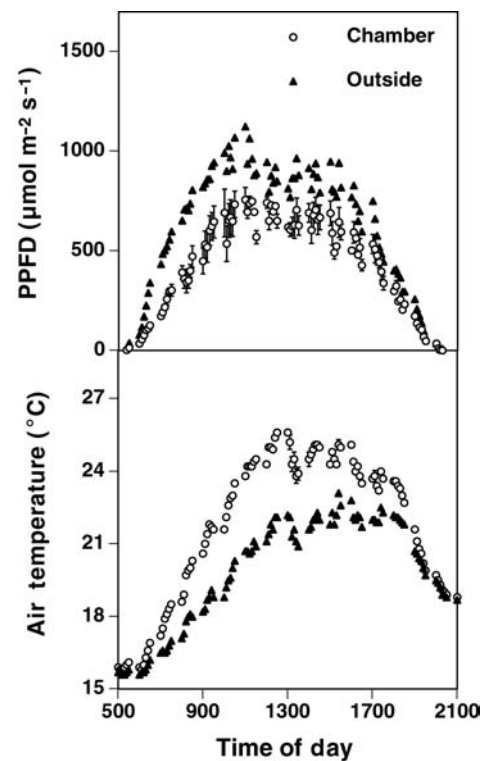 1500
Chamber
Outside
1000
500
0
PPFD (µmol m⁻² s⁻¹)
27
24
21
18
15
Air temperature (°C)
500 900 1300 1700 2100
Time of day